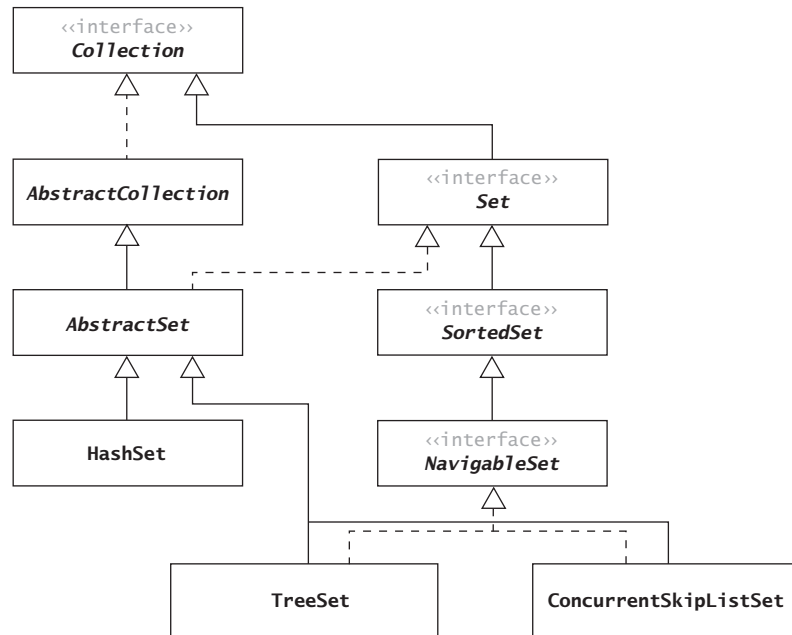 ‹‹interface››
Collection
AbstractCollection
‹‹interface››
Set
AbstractSet
‹‹interface››
SortedSet
HashSet
‹‹interface››
NavigableSet
TreeSet
ConcurrentSkipListSet